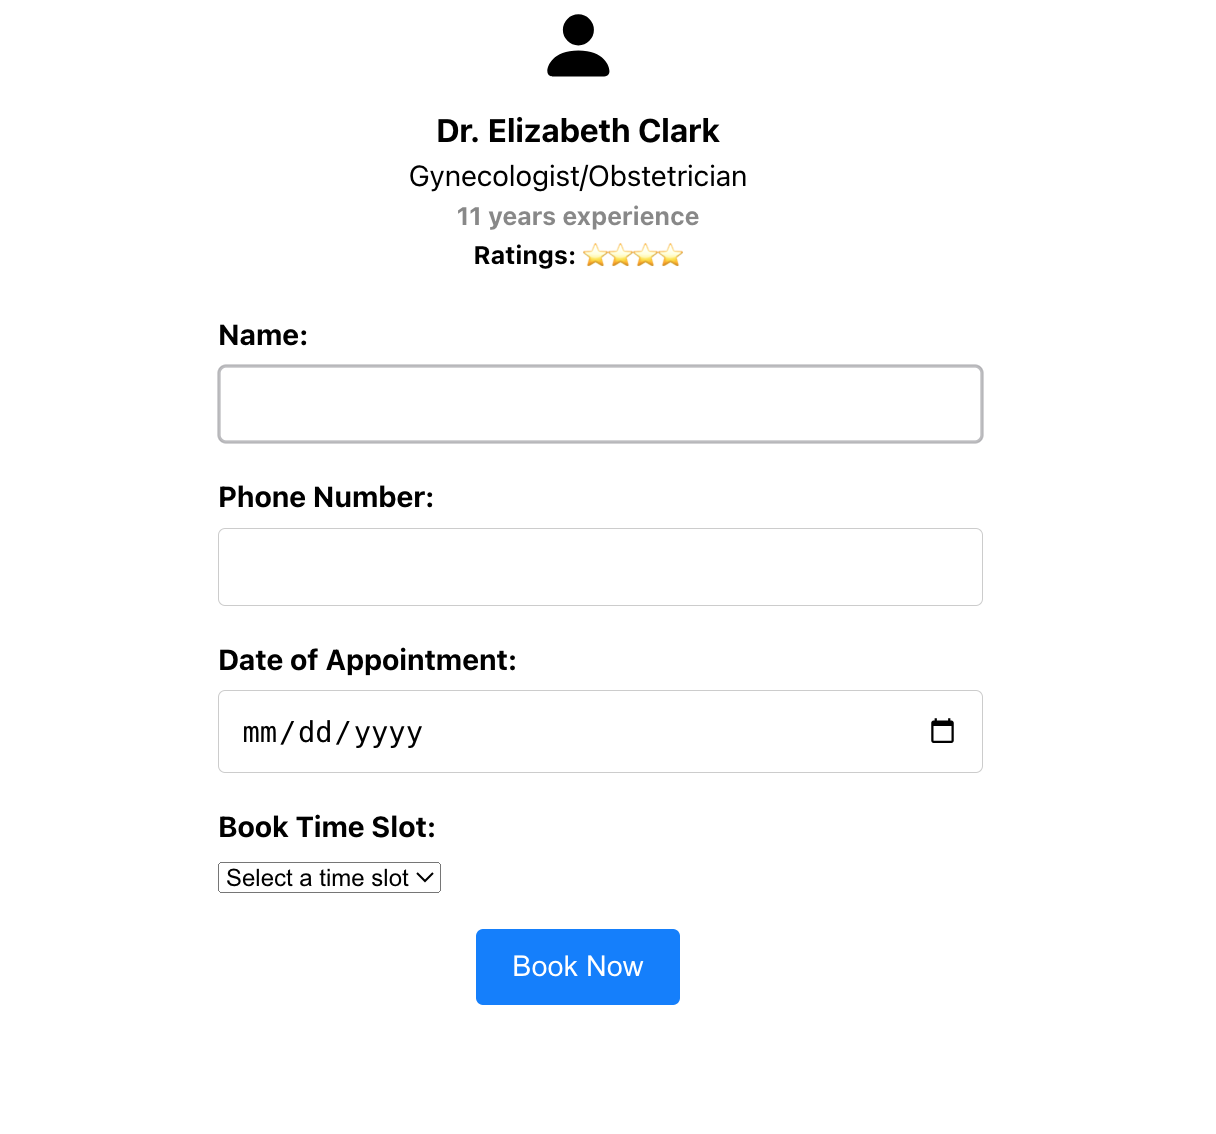 Dr. Elizabeth Clark
Gynecologist/Obstetrician
11 years experience
Ratings: ⭐⭐⭐⭐
Name:
Phone Number:
Date of Appointment:
mm/dd/yyyy
Book Time Slot:
Select a time slot
Book Now